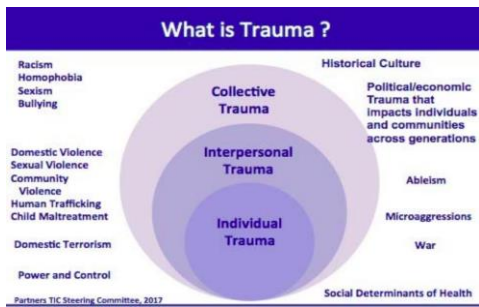 What is Trauma ?
Racism
Homophobia
Sexism
Bullying
Domestic Violence
Sexual Violence
Community
Violence
Human Trafficking
Child Maltreatment
Domestic Terrorism
Power and Control
Partners TIC Steering Committee, 2017
Collective
Trauma
Interpersonal
Trauma
Individual
Trauma
Historical Culture
Political/economic
Trauma that
impacts individuals
and communities
across generations
Ableism
Microaggressions
War
Social Determinants of Health